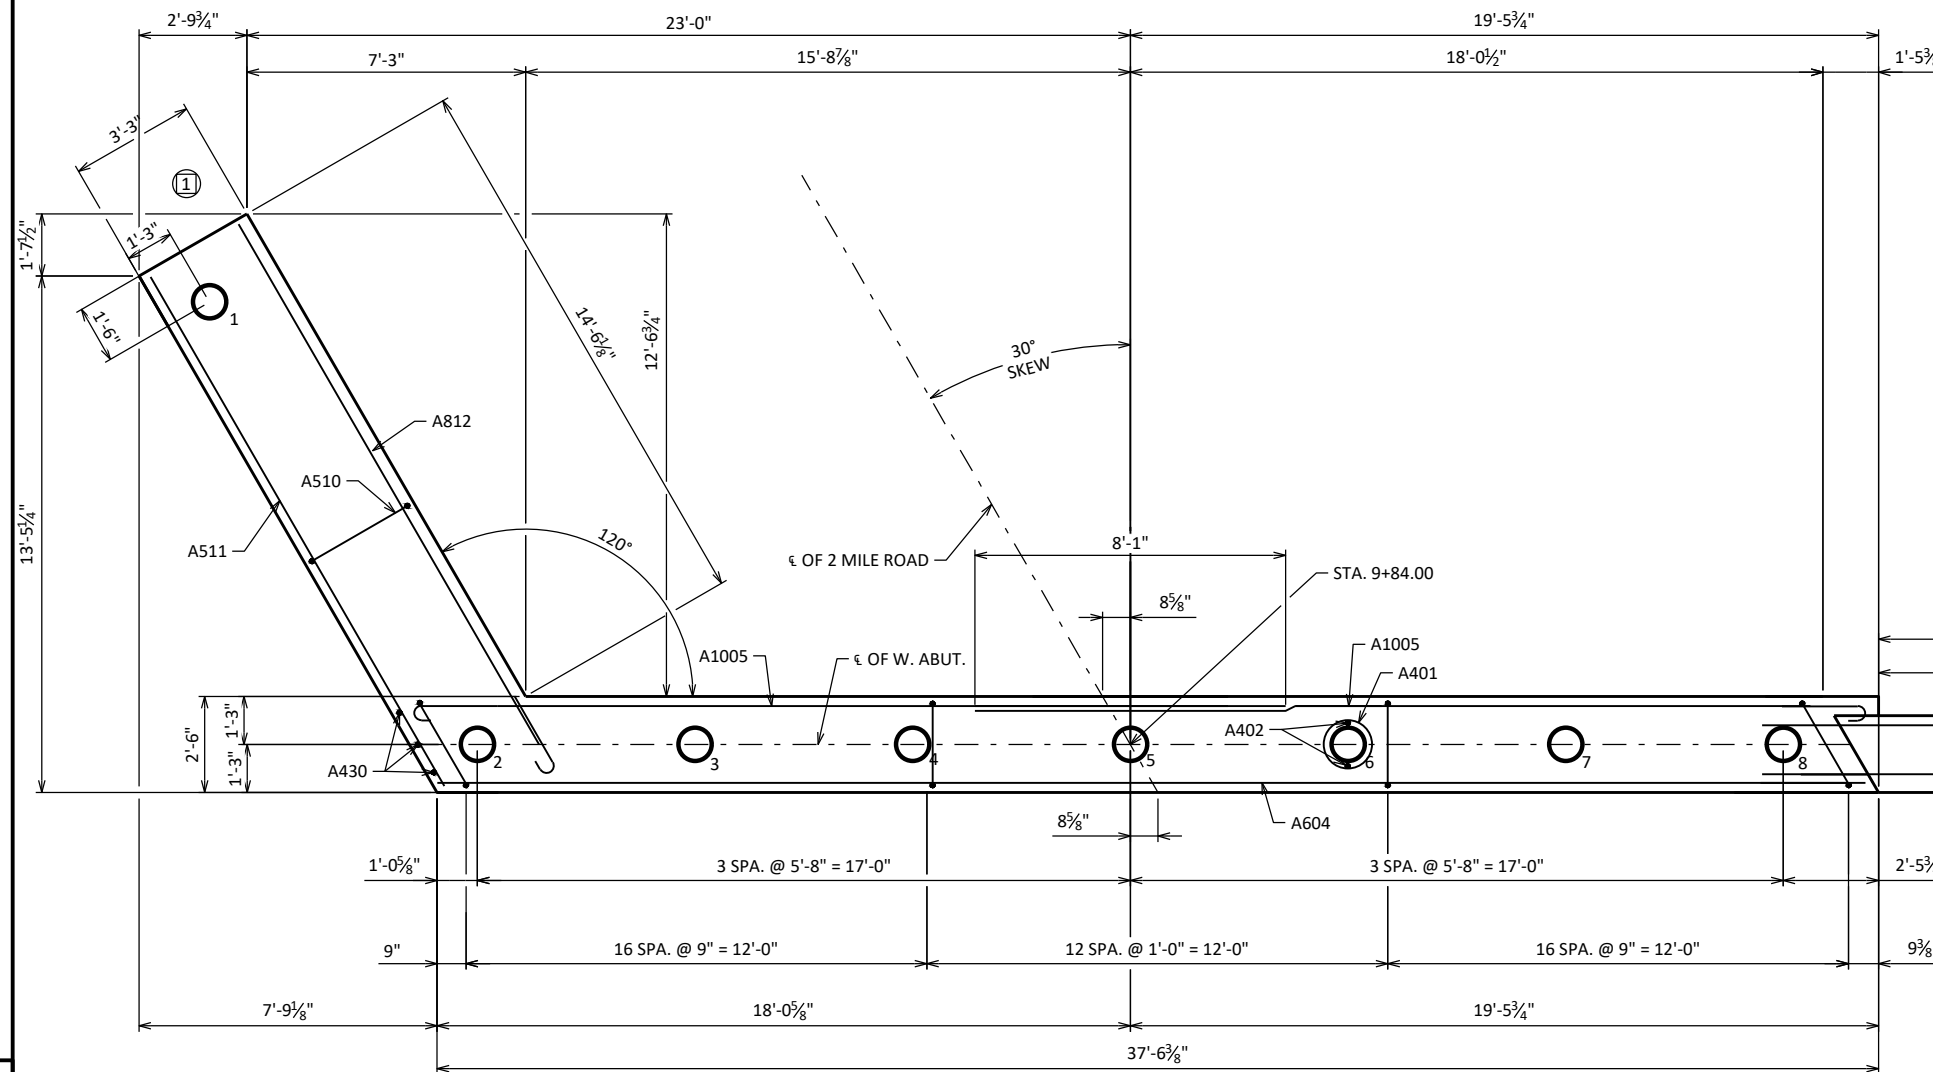 2'-9¾"
23'-0"
19'-5¾"
7'-3"
15'-8⅞"
18'-0½"
3'-3"
1
1'-7½"
1'-3"
1'-6"
1
14'-6⅛"
12'-6¾"
30°
SKEW
A812
A510
A511
13'-5¼"
120°
℄ OF 2 MILE ROAD
8'-1"
STA. 9+84.00
8⅝"
A1005
℄ OF W. ABUT.
A1005
A401
A402
2'-6"
1'-3"
1'-3"
A430
2
3
4
5
6
7
8
8⅝"
A604
1'-0⅝"
3 SPA. @ 5'-8" = 17'-0"
3 SPA. @ 5'-8" = 17'-0"
9"
16 SPA. @ 9" = 12'-0"
12 SPA. @ 1'-0" = 12'-0"
16 SPA. @ 9" = 12'-0"
7'-9⅛"
18'-0⅝"
19'-5¾"
37'-6⅜"